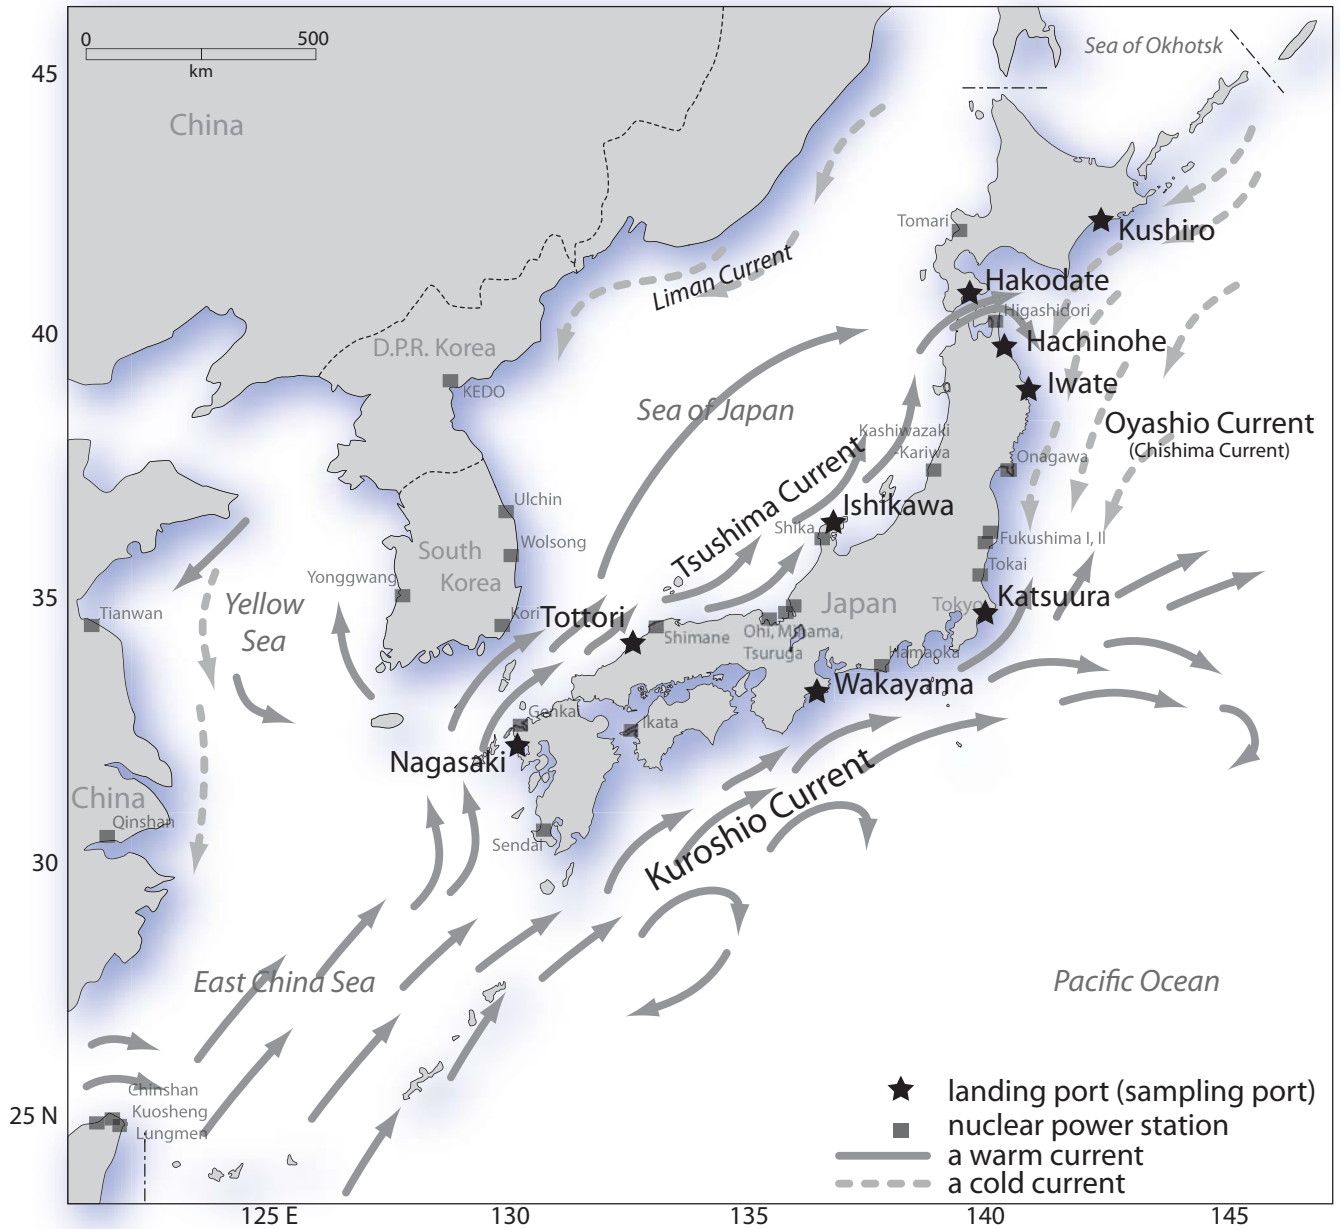 0 500
km
45
Sea of Okhotsk
China
Tomari
Kushiro
Liman Current
Hakodate
Higashidori
40
D.P.R. Korea
Hachinohe
KEDO
Iwate
Sea of Japan
Oyashio Current
(Chishima Current)
Kashiwazaki
-Kariwa
Onagawa
Tsushima Current
Ulchin
Ishikawa
Shika
Wolsong
South
Korea
Fukushima I, II
Yonggwang
Tokai
35
Yellow
Sea
Tianwan
Kori
Tottori
Japan
Tokyo
Katsuura
Shimane
Ohi, Mihama,
Tsuruga
Hamaoka
Wakayama
Genkai
Ikata
Nagasaki
China
Qinshan
Sendai
Kuroshio Current
30
East China Sea
Pacific Ocean
Chinshan
Kuosheng
Lungmen
25 N
landing port (sampling port)
nuclear power station
a warm current
a cold current
125 E 130 135 140 145